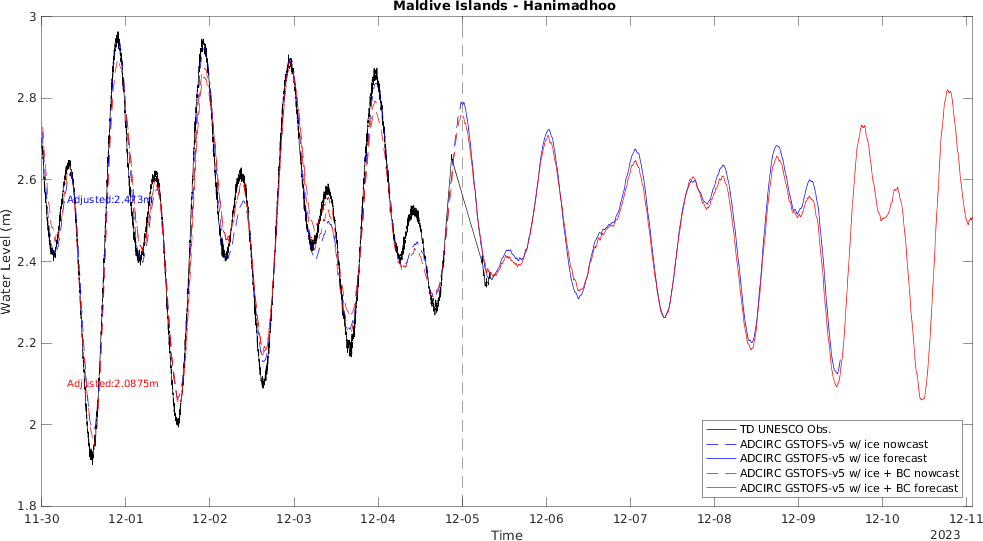 Maldive Islands - Hanimadhoo
3
2.8
2.6
2.4
2.2
2
1.8
Water Level (m)
Adjusted:2.473m
Adjusted:2.0875m
TD UNESCO Obs.
ADCIRC GSTOFS-v5 w/ ice nowcast
ADCIRC GSTOFS-v5 w/ ice forecast
ADCIRC GSTOFS-v5 w/ ice + BC nowcast
ADCIRC GSTOFS-v5 w/ ice + BC forecast
11-30 12-01 12-02 12-03 12-04 12-05 12-06 12-07 12-08 12-09 12-10 12-11
Time
2023